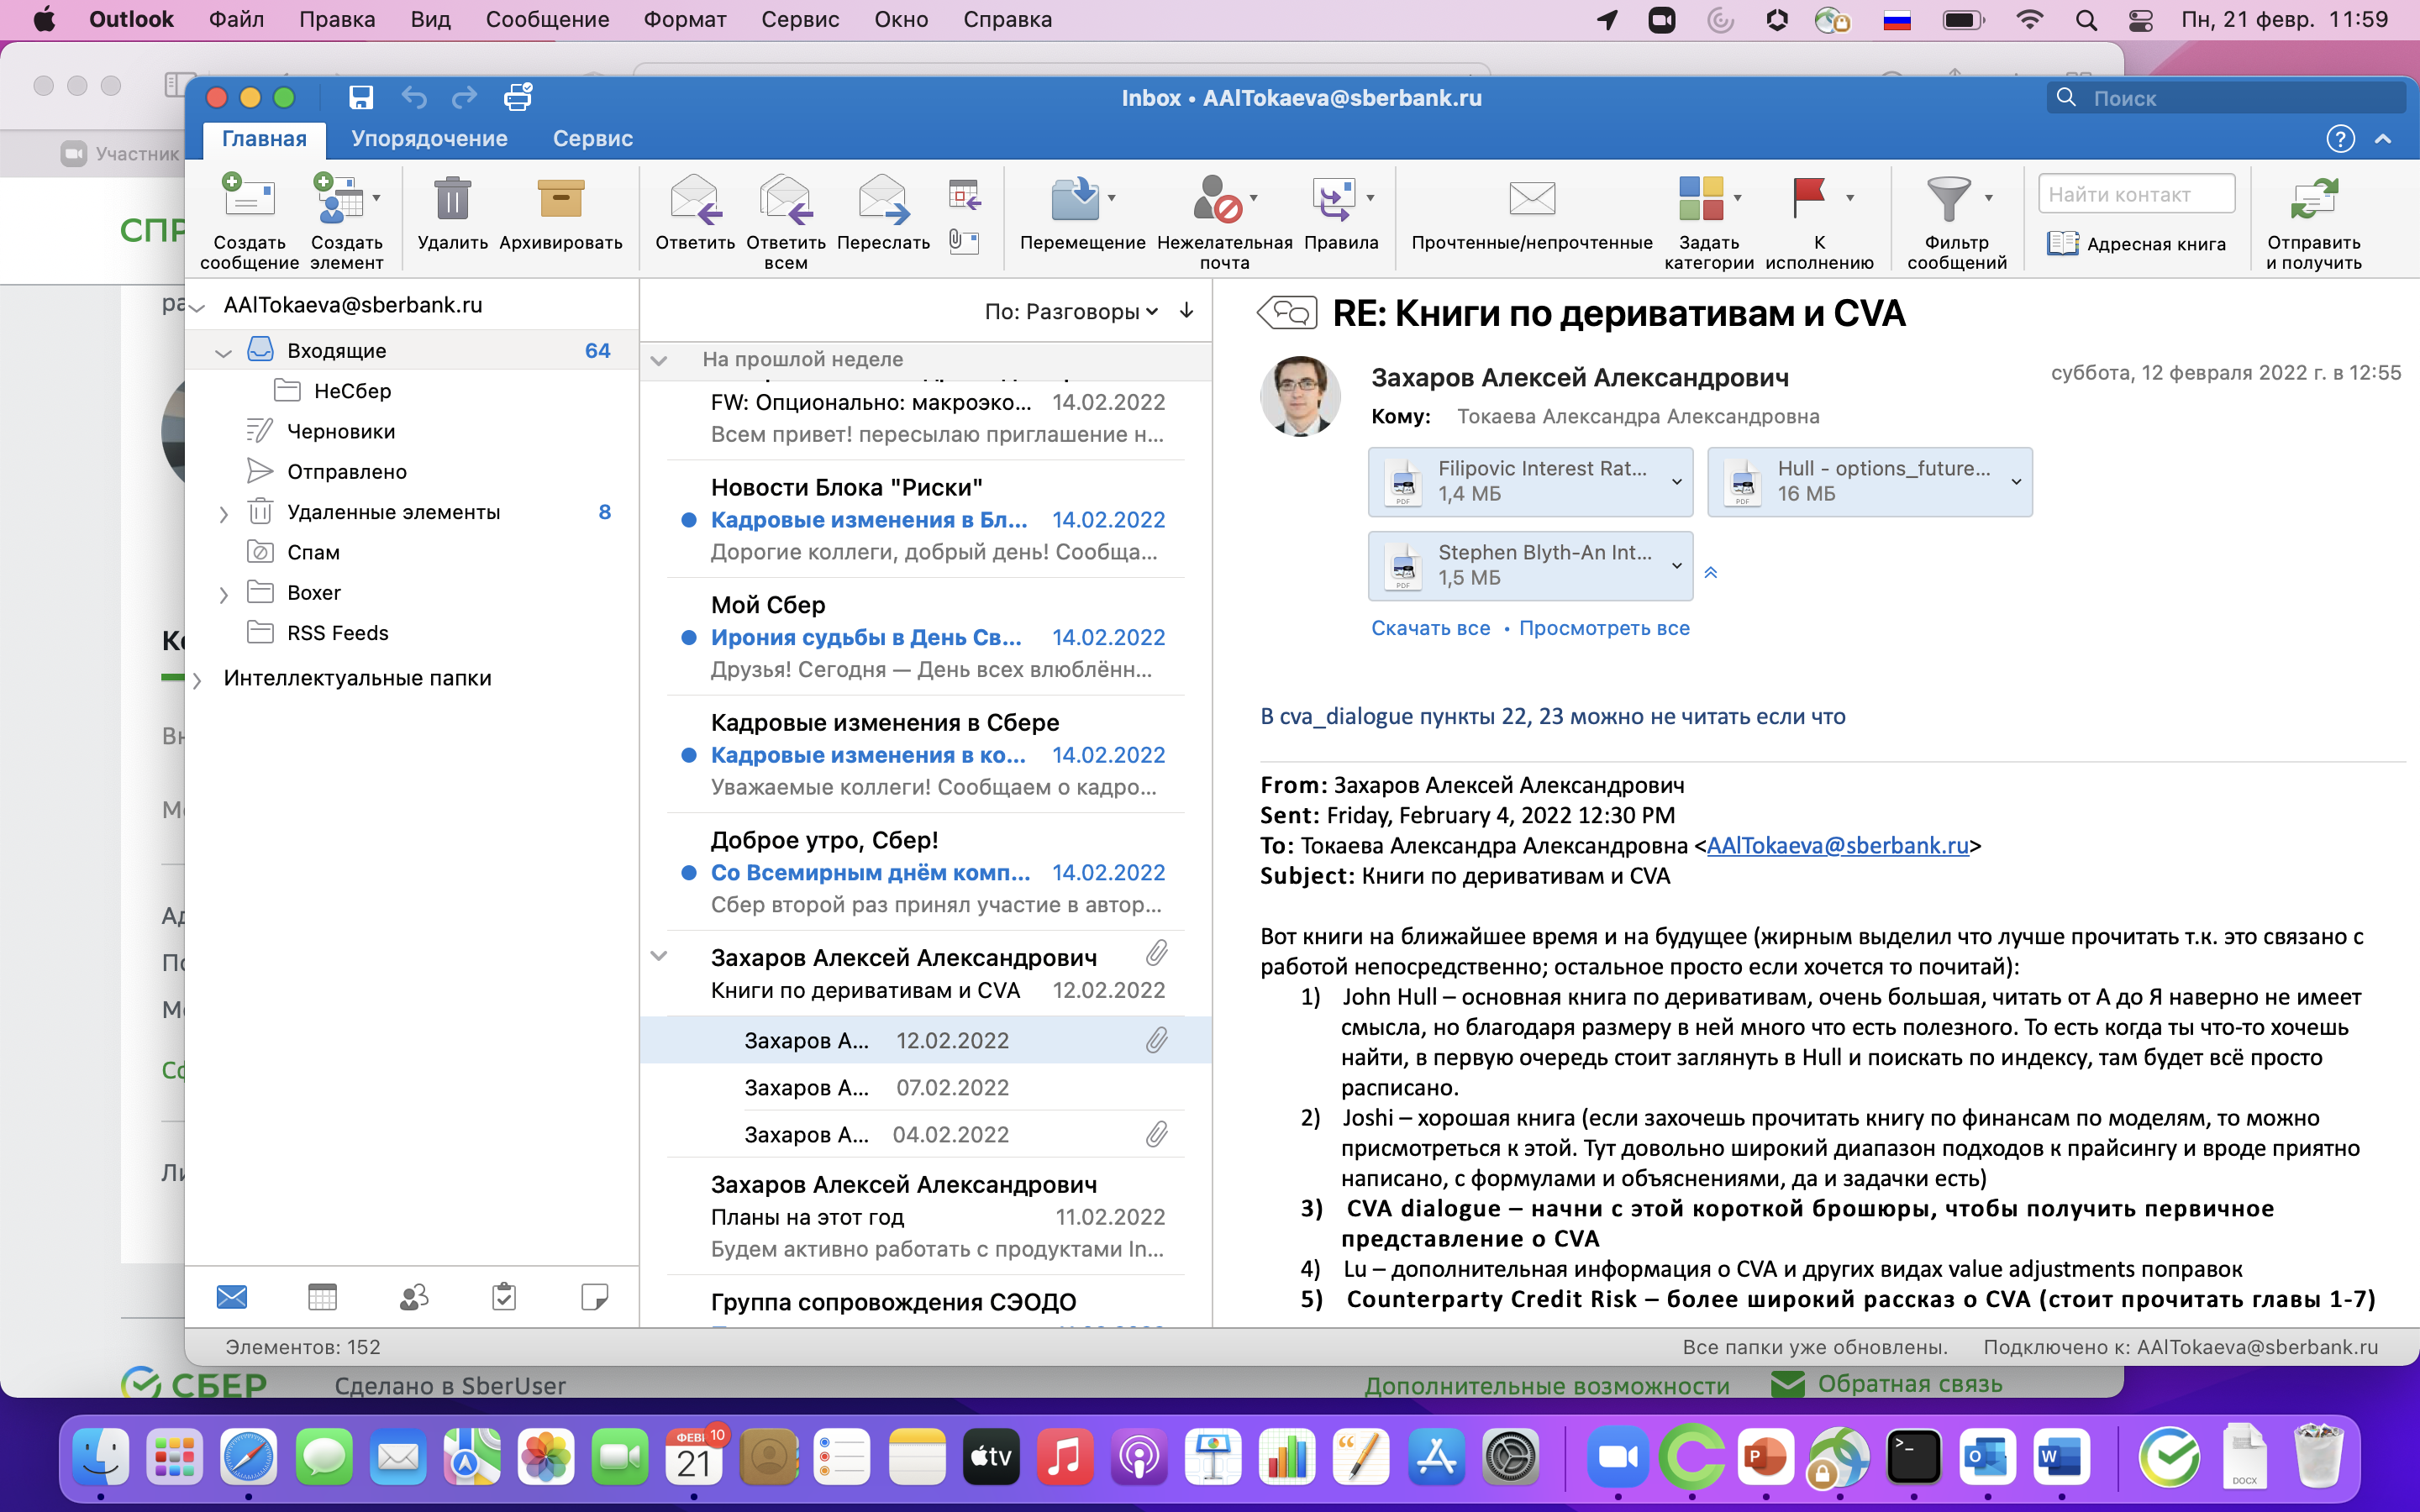 Outlook Файл Правка Вид Сообщение Формат Сервис Окно Справка
Пн, 21 февр. 11:59
Inbox • AAlTokaeva@sberbank.ru
Поиск
Главная Упорядочение Сервис
Участник
Создать сообщение
Создать элемент
Удалить
Архивировать
Ответить
Ответить всем
Переслать
Перемещение
Нежелательная почта
Правила
Прочтенные/непрочтенные
Задать категории
К исполнению
Фильтр сообщений
Найти контакт
Адресная книга
Отправить и получить
AAlTokaeva@sberbank.ru
Входящие 64
НеСбер
Черновики
Отправлено
Удаленные элементы 8
Спам
Boxer
RSS Feeds
Интеллектуальные папки
По: Разговоры
На прошлой неделе
FW: Опционально: макроэко... 14.02.2022
Всем привет! пересылаю приглашение н...
Новости Блока "Риски"
Кадровые изменения в Бл... 14.02.2022
Дорогие коллеги, добрый день! Сообща...
Мой Сбер
Ирония судьбы в День Св... 14.02.2022
Друзья! Сегодня — День всех влюблённ...
Кадровые изменения в Сбере
Кадровые изменения в ко... 14.02.2022
Уважаемые коллеги! Сообщаем о кадро...
Доброе утро, Сбер!
Со Всемирным днём комп... 14.02.2022
Сбер второй раз принял участие в автор...
Захаров Алексей Александрович
Книги по деривативам и CVA 12.02.2022
Захаров А... 12.02.2022
Захаров А... 07.02.2022
Захаров А... 04.02.2022
Захаров Алексей Александрович
Планы на этот год 11.02.2022
Будем активно работать с продуктами In...
Группа сопровождения СЭОДО
RE: Книги по деривативам и CVA
Захаров Алексей Александрович
суббота, 12 февраля 2022 г. в 12:55
Кому: Токаева Александра Александровна
Filipovic Interest Rat...
1,4 МБ
Hull - options_future...
16 МБ
Stephen Blyth-An Int...
1,5 МБ
PDF
PDF
PDF
Скачать все • Просмотреть все
В cva_dialogue пункты 22, 23 можно не читать если что
From: Захаров Алексей Александрович
Sent: Friday, February 4, 2022 12:30 PM
To: Токаева Александра Александровна <AAlTokaeva@sberbank.ru>
Subject: Книги по деривативам и CVA
Вот книги на ближайшее время и на будущее (жирным выделил что лучше прочитать т.к. это связано с
работой непосредственно; остальное просто если хочется то почитай):
1) John Hull – основная книга по деривативам, очень большая, читать от А до Я наверно не имеет
смысла, но благодаря размеру в ней много что есть полезного. То есть когда ты что-то хочешь
найти, в первую очередь стоит заглянуть в Hull и поискать по индексу, там будет всё просто
расписано.
2) Joshi – хорошая книга (если захочешь прочитать книгу по финансам по моделям, то можно
присмотреться к этой. Тут довольно широкий диапазон подходов к прайсингу и вроде приятно
написано, с формулами и объяснениями, да и задачки есть)
3) CVA dialogue – начни с этой короткой брошюры, чтобы получить первичное
представление о CVA
4) Lu – дополнительная информация о CVA и других видах value adjustments поправок
5) Counterparty Credit Risk – более широкий рассказ о CVA (стоит прочитать главы 1-7)
Элементов: 152
Все папки уже обновлены. Подключено к: AAlTokaeva@sberbank.ru
СБЕР Сделано в SberUser
Дополнительные возможности Обратная связь
ФЕВР 10
21
tv
DOCX